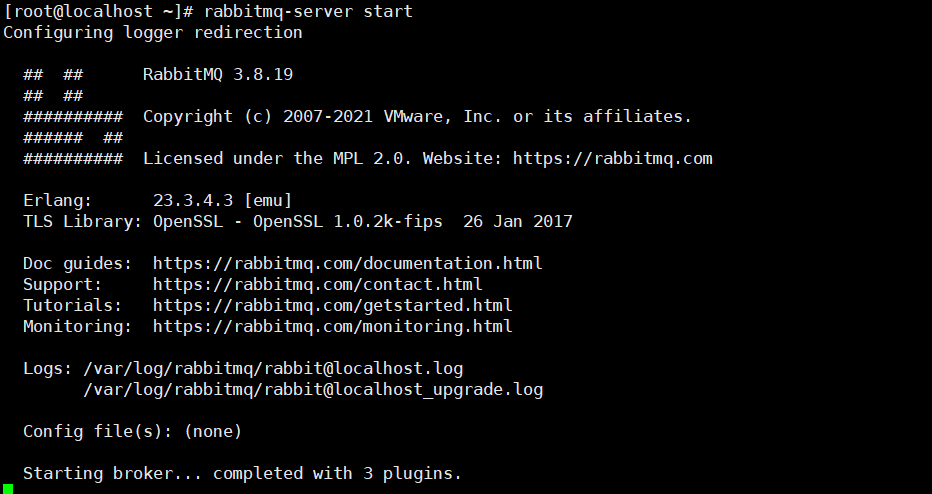 [root@localhost ~]# rabbitmq-server start
Configuring logger redirection
  ##  ##      RabbitMQ 3.8.19
  ##  ##
  ##########  Copyright (c) 2007-2021 VMware, Inc. or its affiliates.
  ######  ##
  ##########  Licensed under the MPL 2.0. Website: https://rabbitmq.com
  Erlang:      23.3.4.3 [emu]
  TLS Library: OpenSSL - OpenSSL 1.0.2k-fips  26 Jan 2017
  Doc guides:  https://rabbitmq.com/documentation.html
  Support:     https://rabbitmq.com/contact.html
  Tutorials:   https://rabbitmq.com/getstarted.html
  Monitoring:  https://rabbitmq.com/monitoring.html
  Logs: /var/log/rabbitmq/rabbit@localhost.log
        /var/log/rabbitmq/rabbit@localhost_upgrade.log
  Config file(s): (none)
  Starting broker... completed with 3 plugins.